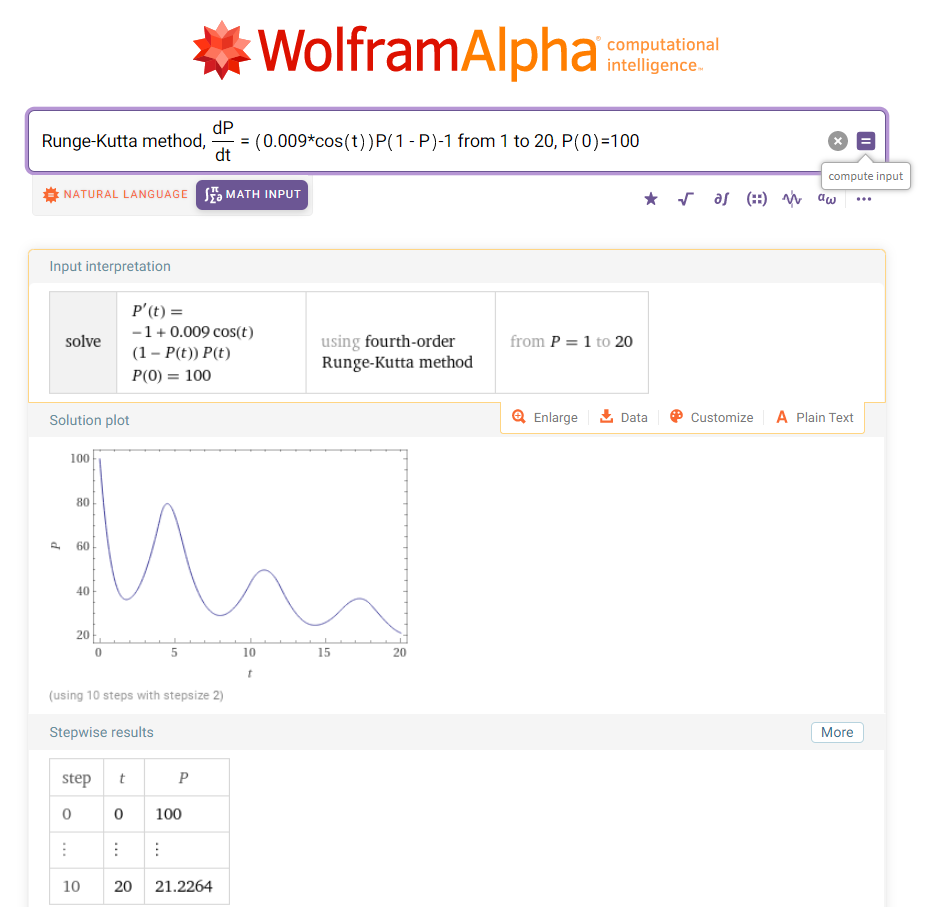 WolframAlpha computational
intelligence™
Runge-Kutta method, dP/dt = (0.009*cos(t))P(1 - P)-1 from 1 to 20, P(0)=100
compute input
NATURAL LANGUAGE
MATH INPUT
Input interpretation
solve
P′(t) =
−1 + 0.009 cos(t)
(1 − P(t)) P(t)
P(0) = 100
using fourth-order
Runge-Kutta method
from P = 1 to 20
Solution plot
Enlarge
Data
Customize
A Plain Text
100
80
60
40
20
P
0 5 10 15 20
t
(using 10 steps with stepsize 2)
Stepwise results
More
step t P
0 0 100
⋮ ⋮ ⋮
10 20 21.2264